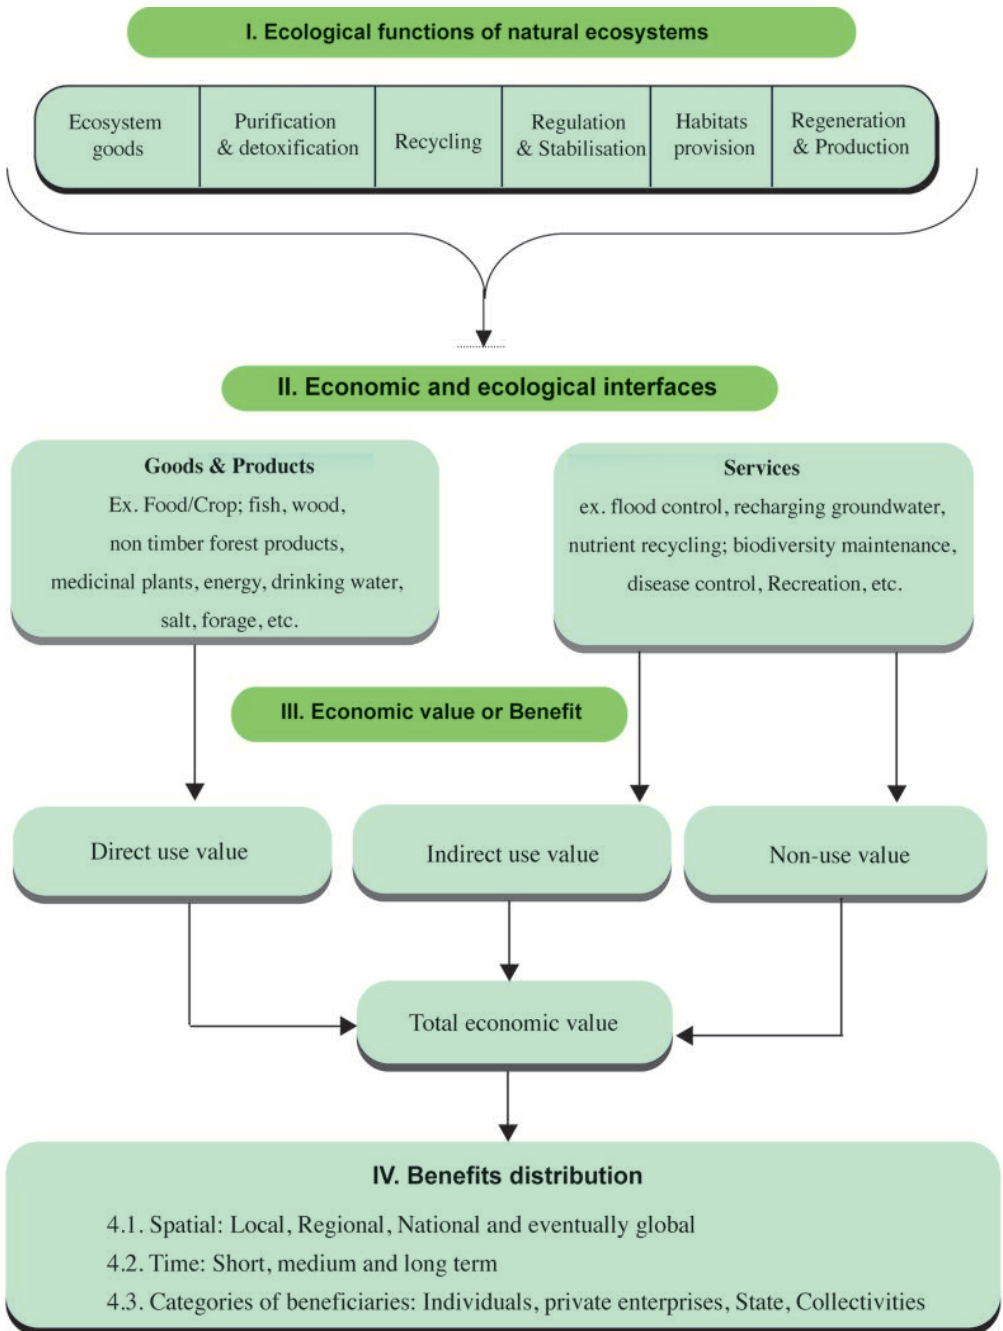 I. Ecological functions of natural ecosystems
Ecosystem
goods
Purification
& detoxification
Recycling
Regulation
& Stabilisation
Habitats
provision
Regeneration
& Production
II. Economic and ecological interfaces
Goods & Products
Ex. Food/Crop; fish, wood,
non timber forest products,
medicinal plants, energy, drinking water,
salt, forage, etc.
Services
ex. flood control, recharging groundwater,
nutrient recycling; biodiversity maintenance,
disease control, Recreation, etc.
III. Economic value or Benefit
Direct use value
Indirect use value
Non-use value
Total economic value
IV. Benefits distribution
4.1. Spatial: Local, Regional, National and eventually global
4.2. Time: Short, medium and long term
4.3. Categories of beneficiaries: Individuals, private enterprises, State, Collectivities